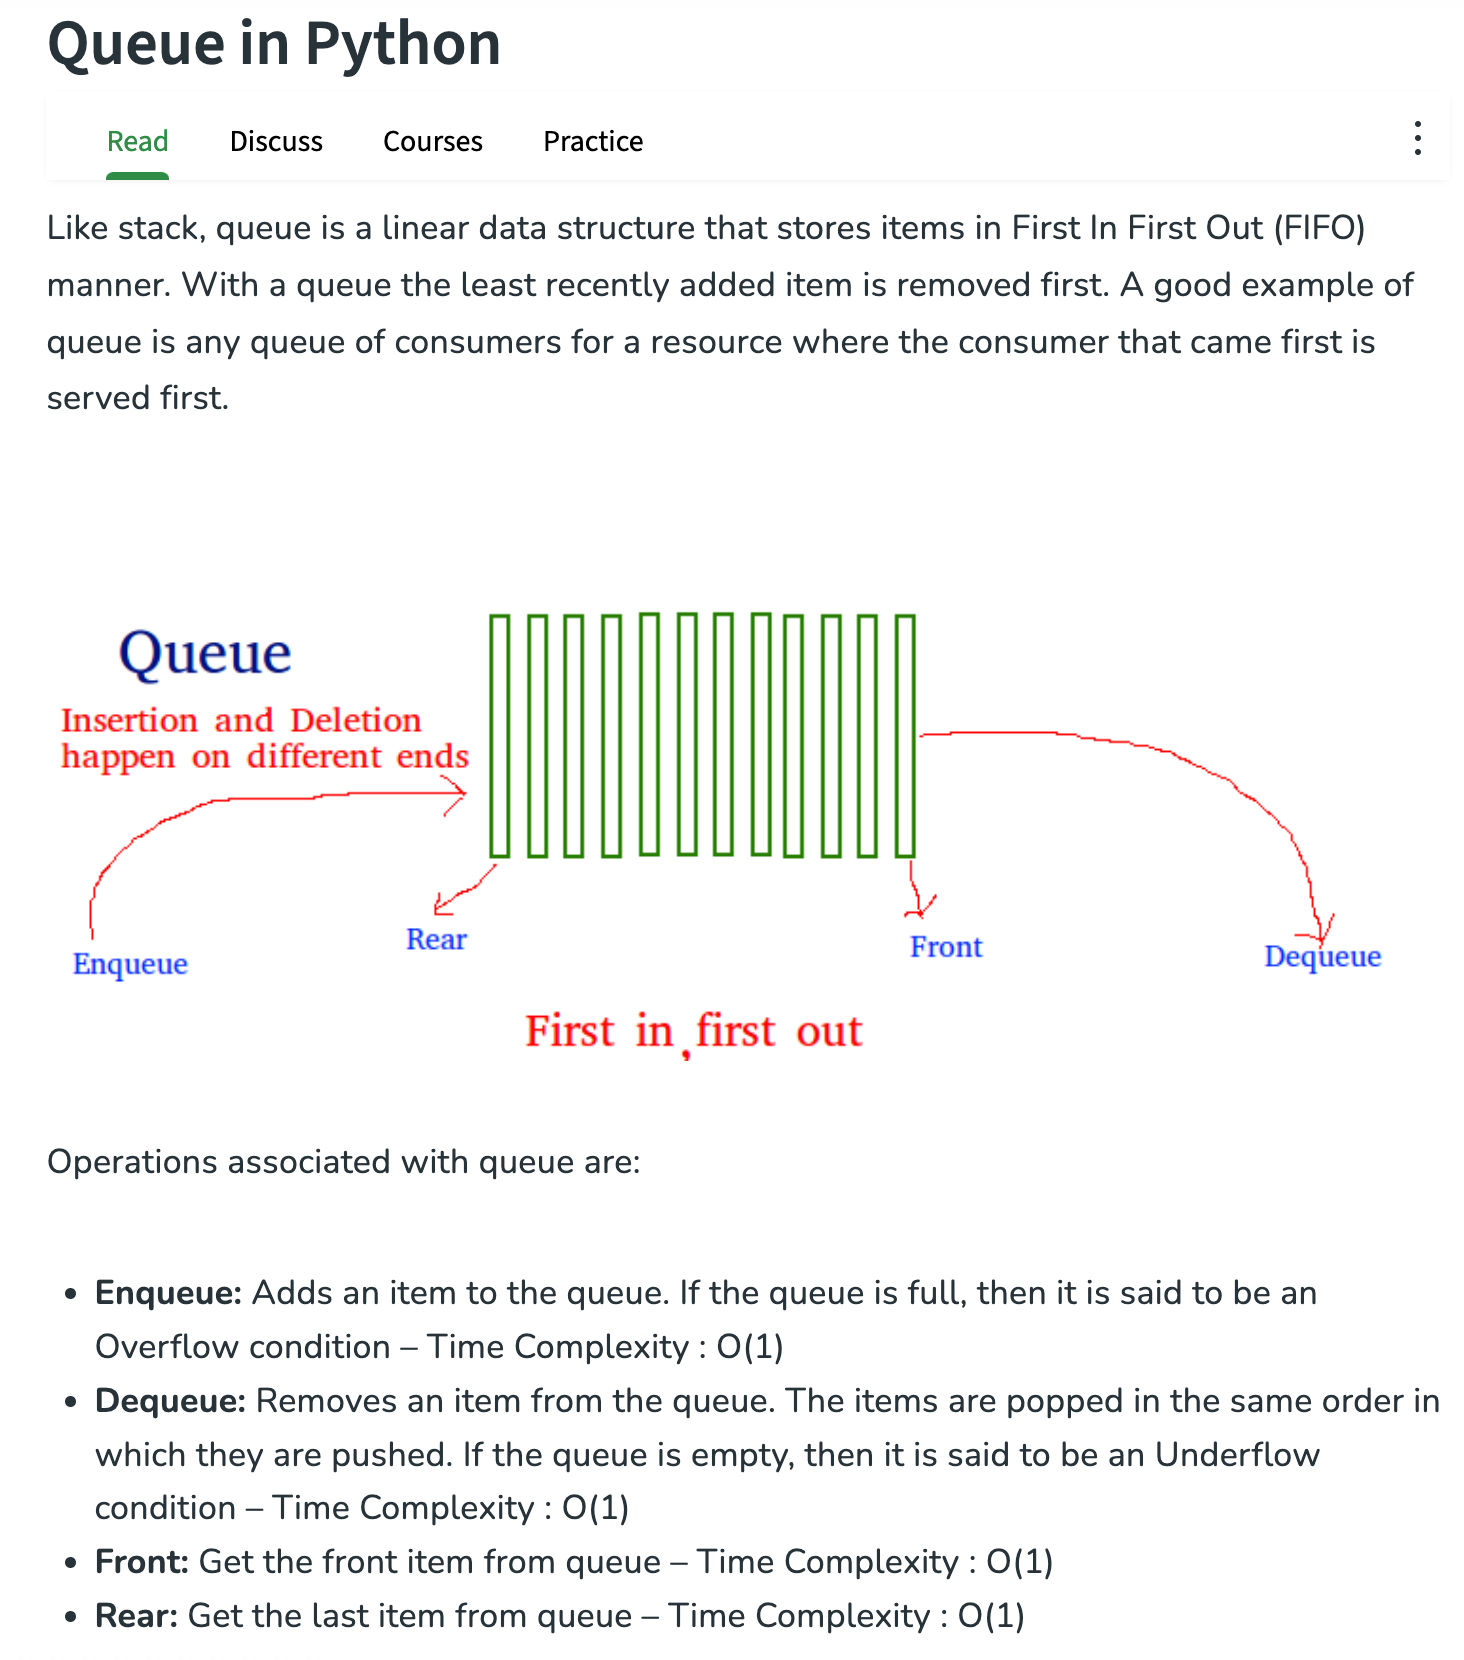 Queue in Python
Read Discuss Courses Practice
Like stack, queue is a linear data structure that stores items in First In First Out (FIFO)
manner. With a queue the least recently added item is removed first. A good example of
queue is any queue of consumers for a resource where the consumer that came first is
served first.
Queue
Insertion and Deletion
happen on different ends
Enqueue
Rear
Front
Dequeue
First in , first out
Operations associated with queue are:
• Enqueue: Adds an item to the queue. If the queue is full, then it is said to be an
Overflow condition – Time Complexity : O(1)
• Dequeue: Removes an item from the queue. The items are popped in the same order in
which they are pushed. If the queue is empty, then it is said to be an Underflow
condition – Time Complexity : O(1)
• Front: Get the front item from queue – Time Complexity : O(1)
• Rear: Get the last item from queue – Time Complexity : O(1)